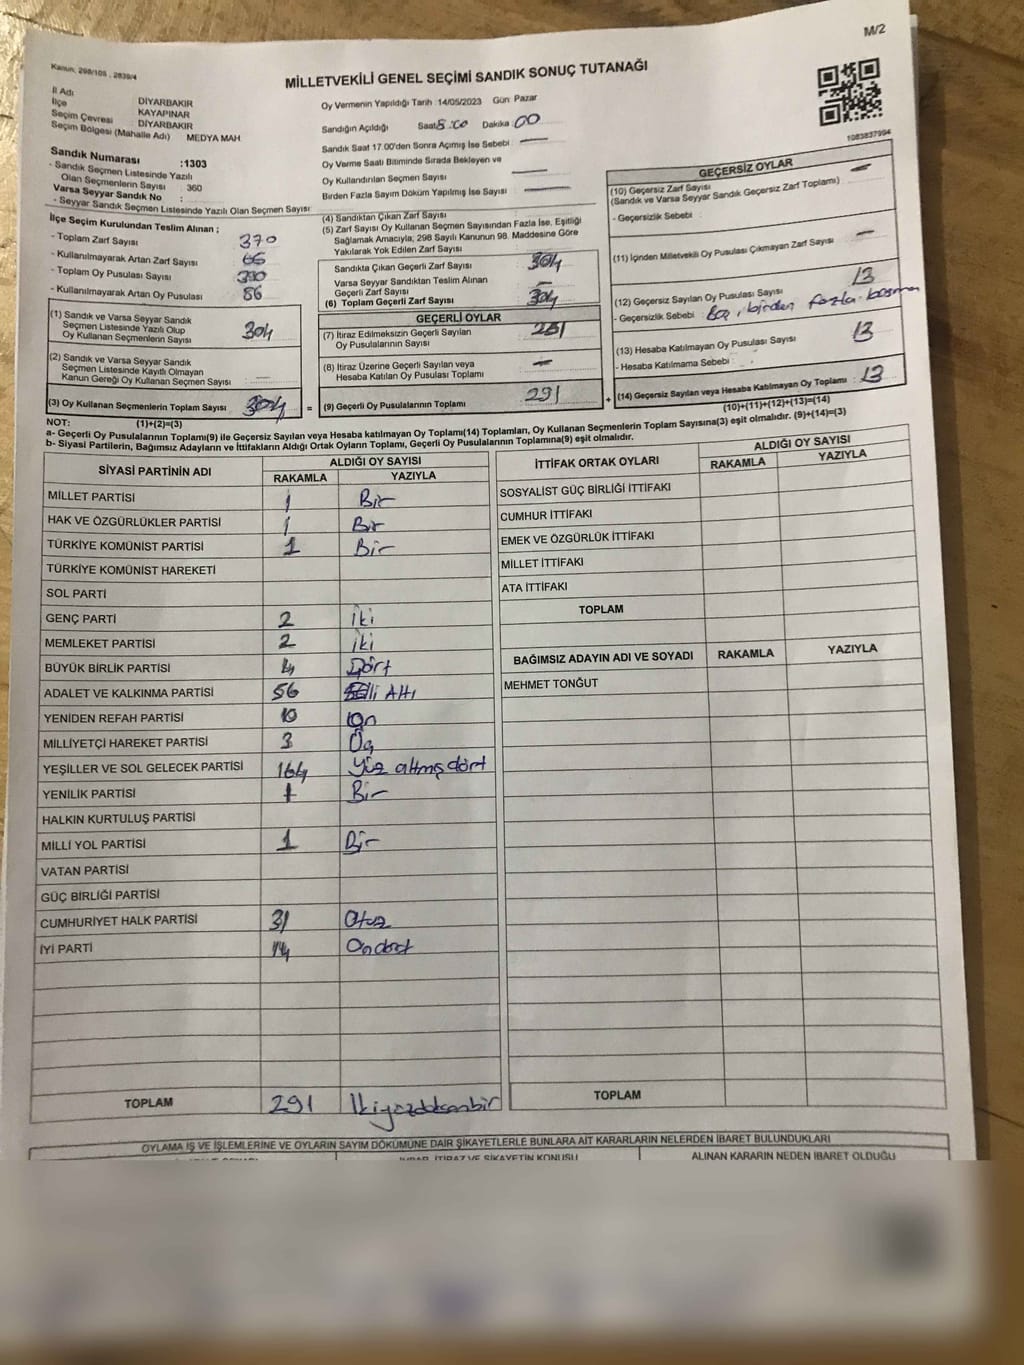 M/2
Kanun: 298/105 , 2839/4
MİLLETVEKİLİ GENEL SEÇİMİ SANDIK SONUÇ TUTANAĞI
İl Adı DİYARBAKIR
İlçe KAYAPINAR
Seçim Çevresi DİYARBAKIR
Seçim Bölgesi (Mahalle Adı) MEDYA MAH
Sandık Numarası :1303
- Sandık Seçmen Listesinde Yazılı
Olan Seçmenlerin Sayısı : 360
Varsa Seyyar Sandık No :
- Seyyar Sandık Seçmen Listesinde Yazılı Olan Seçmen Sayısı :
Oy Vermenin Yapıldığı Tarih :14/05/2023 Gün: Pazar
Sandığın Açıldığı Saat 8:00 Dakika :00
Sandık Saat 17.00'den Sonra Açımış İse Sebebi :
Oy Verme Saati Bitiminde Sırada Bekleyen ve
Oy Kullandırılan Seçmen Sayısı
Birden Fazla Sayım Döküm Yapılmış İse Sayısı
1083837994
İlçe Seçim Kurulundan Teslim Alınan ;
- Toplam Zarf Sayısı 370
- Kullanılmayarak Artan Zarf Sayısı 66
- Toplam Oy Pusulası Sayısı
- Kullanılmayarak Artan Oy Pusulası 86
(1) Sandık ve Varsa Seyyar Sandık
Seçmen Listesinde Yazılı Olup
Oy Kullanan Seçmenlerin Sayısı 304
(2) Sandık ve Varsa Seyyar Sandık
Seçmen Listesinde Kayıtlı Olmayan
Kanun Gereği Oy Kullanan Seçmen Sayısı :
(3) Oy Kullanan Seçmenlerin Toplam Sayısı 304 =
(1)+(2)=(3)
(4) Sandıktan Çıkan Zarf Sayısı
(5) Zarf Sayısı Oy Kullanan Seçmen Sayısından Fazla İse, Eşitliği
Sağlamak Amacıyla; 298 Sayılı Kanunun 98. Maddesine Göre
Yakılarak Yok Edilen Zarf Sayısı
Sandıkta Çıkan Geçerli Zarf Sayısı 304
Varsa Seyyar Sandıktan Teslim Alınan
Geçerli Zarf Sayısı
(6) Toplam Geçerli Zarf Sayısı 304
GEÇERLİ OYLAR
(7) İtiraz Edilmeksizin Geçerli Sayılan
Oy Pusulalarının Sayısı
(8) İtiraz Üzerine Geçerli Sayılan veya
Hesaba Katılan Oy Pusulası Toplamı
(9) Geçerli Oy Pusulalarının Toplamı 291 +
GEÇERSİZ OYLAR
(10) Geçersiz Zarf Sayısı
(Sandık ve Varsa Seyyar Sandık Geçersiz Zarf Toplamı)
- Geçersizlik Sebebi :
(11) İçinden Milletvekili Oy Pusulası Çıkmayan Zarf Sayısı
(12) Geçersiz Sayılan Oy Pusulası Sayısı 13
- Geçersizlik Sebebi : Boş, birden fazla basma
(13) Hesaba Katılmayan Oy Pusulası Sayısı 13
- Hesaba Katılmama Sebebi :
(14) Geçersiz Sayılan veya Hesaba Katılmayan Oy Toplamı : 13
(10)+(11)+(12)+(13)=(14)
NOT:
a- Geçerli Oy Pusulalarının Toplamı(9) ile Geçersiz Sayılan veya Hesaba katılmayan Oy Toplamı(14) Toplamları, Oy Kullanan Seçmenlerin Toplam Sayısına(3) eşit olmalıdır. (9)+(14)=(3)
b- Siyasi Partilerin, Bağımsız Adayların ve İttifakların Aldığı Ortak Oyların Toplamı, Geçerli Oy Pusulalarının Toplamına(9) eşit olmalıdır.
SİYASİ PARTİNİN ADI ALDIĞI OY SAYISI
RAKAMLA YAZIYLA
MİLLET PARTİSİ 1 Bir
HAK VE ÖZGÜRLÜKLER PARTİSİ 1 Bir
TÜRKİYE KOMÜNİST PARTİSİ 1 Bir
TÜRKİYE KOMÜNİST HAREKETİ
SOL PARTİ
GENÇ PARTİ 2 İki
MEMLEKET PARTİSİ 2 İki
BÜYÜK BİRLİK PARTİSİ 4 Dört
ADALET VE KALKINMA PARTİSİ 56 Elli Altı
YENİDEN REFAH PARTİSİ 10 On
MİLLİYETÇİ HAREKET PARTİSİ 3 Üç
YEŞİLLER VE SOL GELECEK PARTİSİ 164 Yüz altmış dört
YENİLİK PARTİSİ 1 Bir
HALKIN KURTULUŞ PARTİSİ
MİLLİ YOL PARTİSİ 1 Bir
VATAN PARTİSİ
GÜÇ BİRLİĞİ PARTİSİ
CUMHURİYET HALK PARTİSİ 31 Otuz
İYİ PARTİ 14 Ondört
TOPLAM 291 İkiyüzdoksanbir
İTTİFAK ORTAK OYLARI ALDIĞI OY SAYISI
RAKAMLA YAZIYLA
SOSYALİST GÜÇ BİRLİĞİ İTTİFAKI
CUMHUR İTTİFAKI
EMEK VE ÖZGÜRLÜK İTTİFAKI
MİLLET İTTİFAKI
ATA İTTİFAKI
TOPLAM
BAĞIMSIZ ADAYIN ADI VE SOYADI RAKAMLA YAZIYLA
MEHMET TONĞUT
TOPLAM
OYLAMA İŞ VE İŞLEMLERİNE VE OYLARIN SAYIM DÖKÜMÜNE DAİR ŞİKAYETLERLE BUNLARA AİT KARARLARIN NELERDEN İBARET BULUNDUKLARI
İTİRAZ VE ŞİKAYETİN KONUSU ALINAN KARARIN NEDEN İBARET OLDUĞU